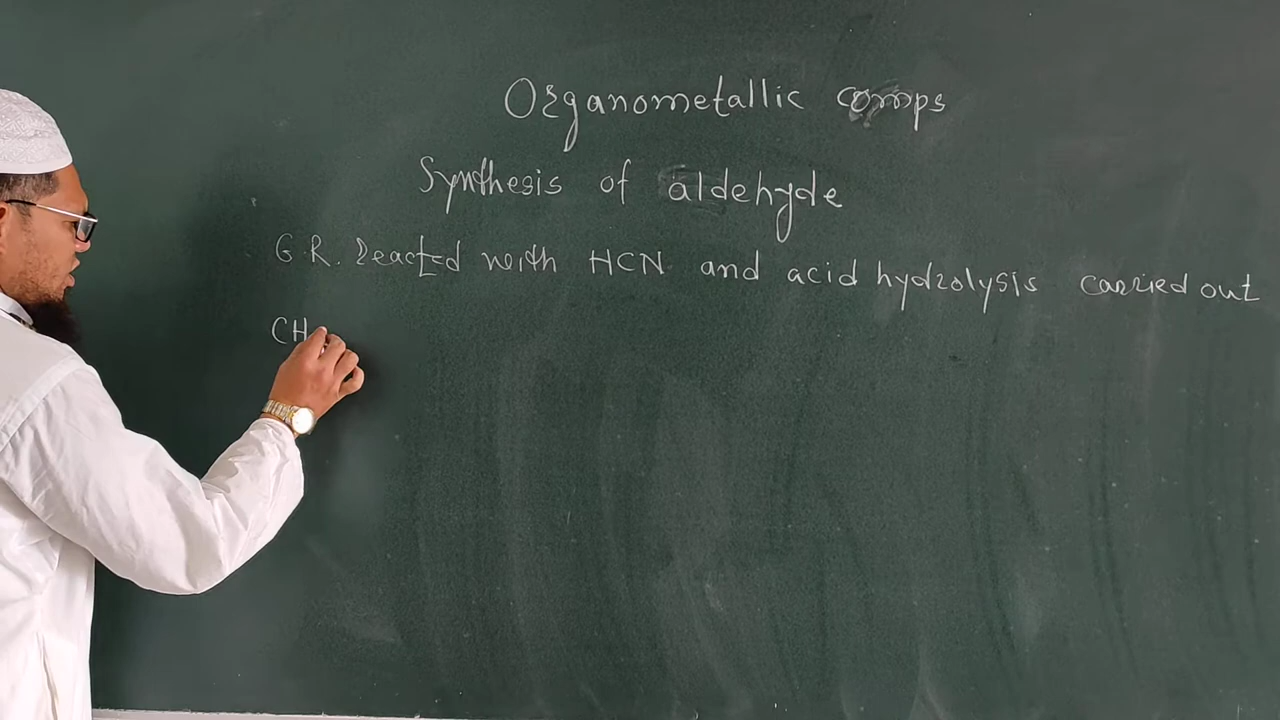 Organometallic comps
Synthesis of aldehyde
G.R. Reacted with HCN and acid hydrolysis carried out
CH